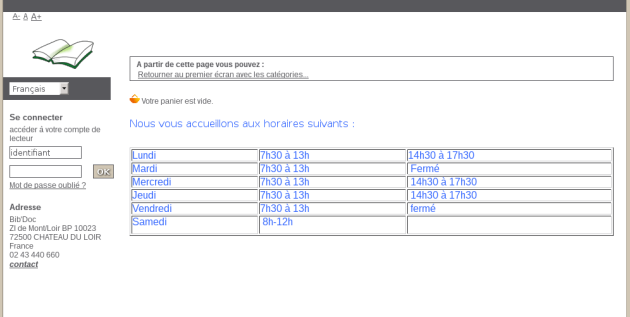 A- A A+
Français
Se connecter
accéder à votre compte de
lecteur
identifiant
OK
Mot de passe oublié ?
Adresse
Bib'Doc
ZI de Mont/Loir BP 10023
72500 CHATEAU DU LOIR
France
02 43 440 660
contact
A partir de cette page vous pouvez :
Retourner au premier écran avec les catégories...
Votre panier est vide.
Nous vous accueillons aux horaires suivants :
Lundi 7h30 à 13h 14h30 à 17h30
Mardi 7h30 à 13h Fermé
Mercredi 7h30 à 13h 14h30 à 17h30
Jeudi 7h30 à 13h 14h30 à 17h30
Vendredi 7h30 à 13h fermé
Samedi 8h-12h